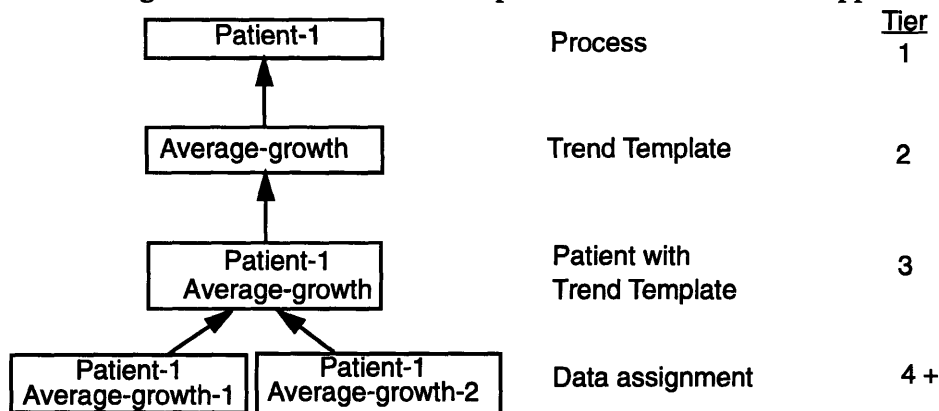 Tier
Patient-1 Process 1
Average-growth Trend Template 2
Patient-1 Patient with
Average-growth Trend Template 3
Patient-1 Patient-1
Average-growth-1 Average-growth-2 Data assignment 4 +